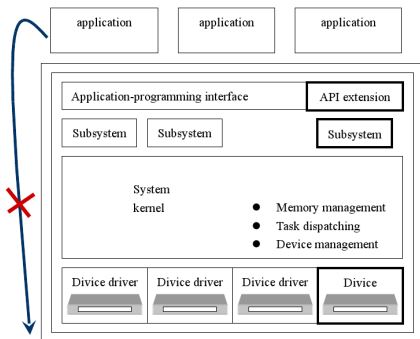 application application application
Application-programming interface API extension
Subsystem Subsystem Subsystem
System
kernel
● Memory management
● Task dispatching
● Device management
Divice driver Divice driver Divice driver Divice